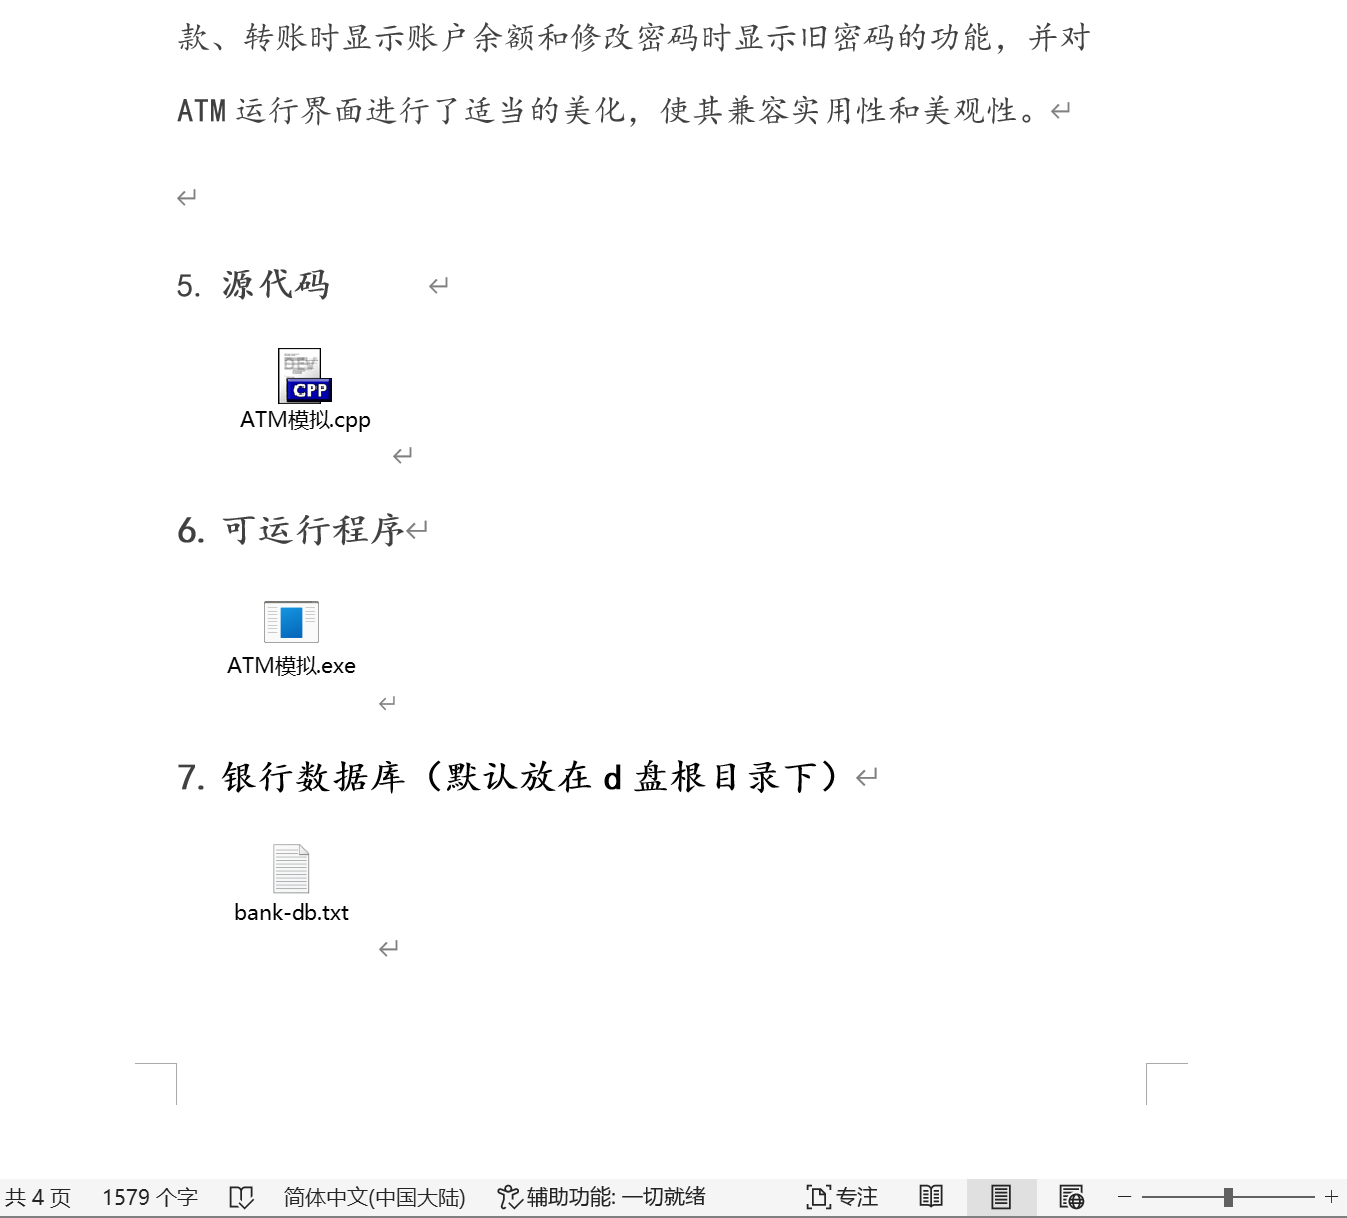 款、转账时显示账户余额和修改密码时显示旧密码的功能，并对
ATM 运行界面进行了适当的美化，使其兼容实用性和美观性。
5. 源代码
DEV
CPP
ATM模拟.cpp
6. 可运行程序
ATM模拟.exe
7. 银行数据库（默认放在 d 盘根目录下）
bank-db.txt
共 4 页 1579 个字 简体中文(中国大陆) 辅助功能: 一切就绪 专注